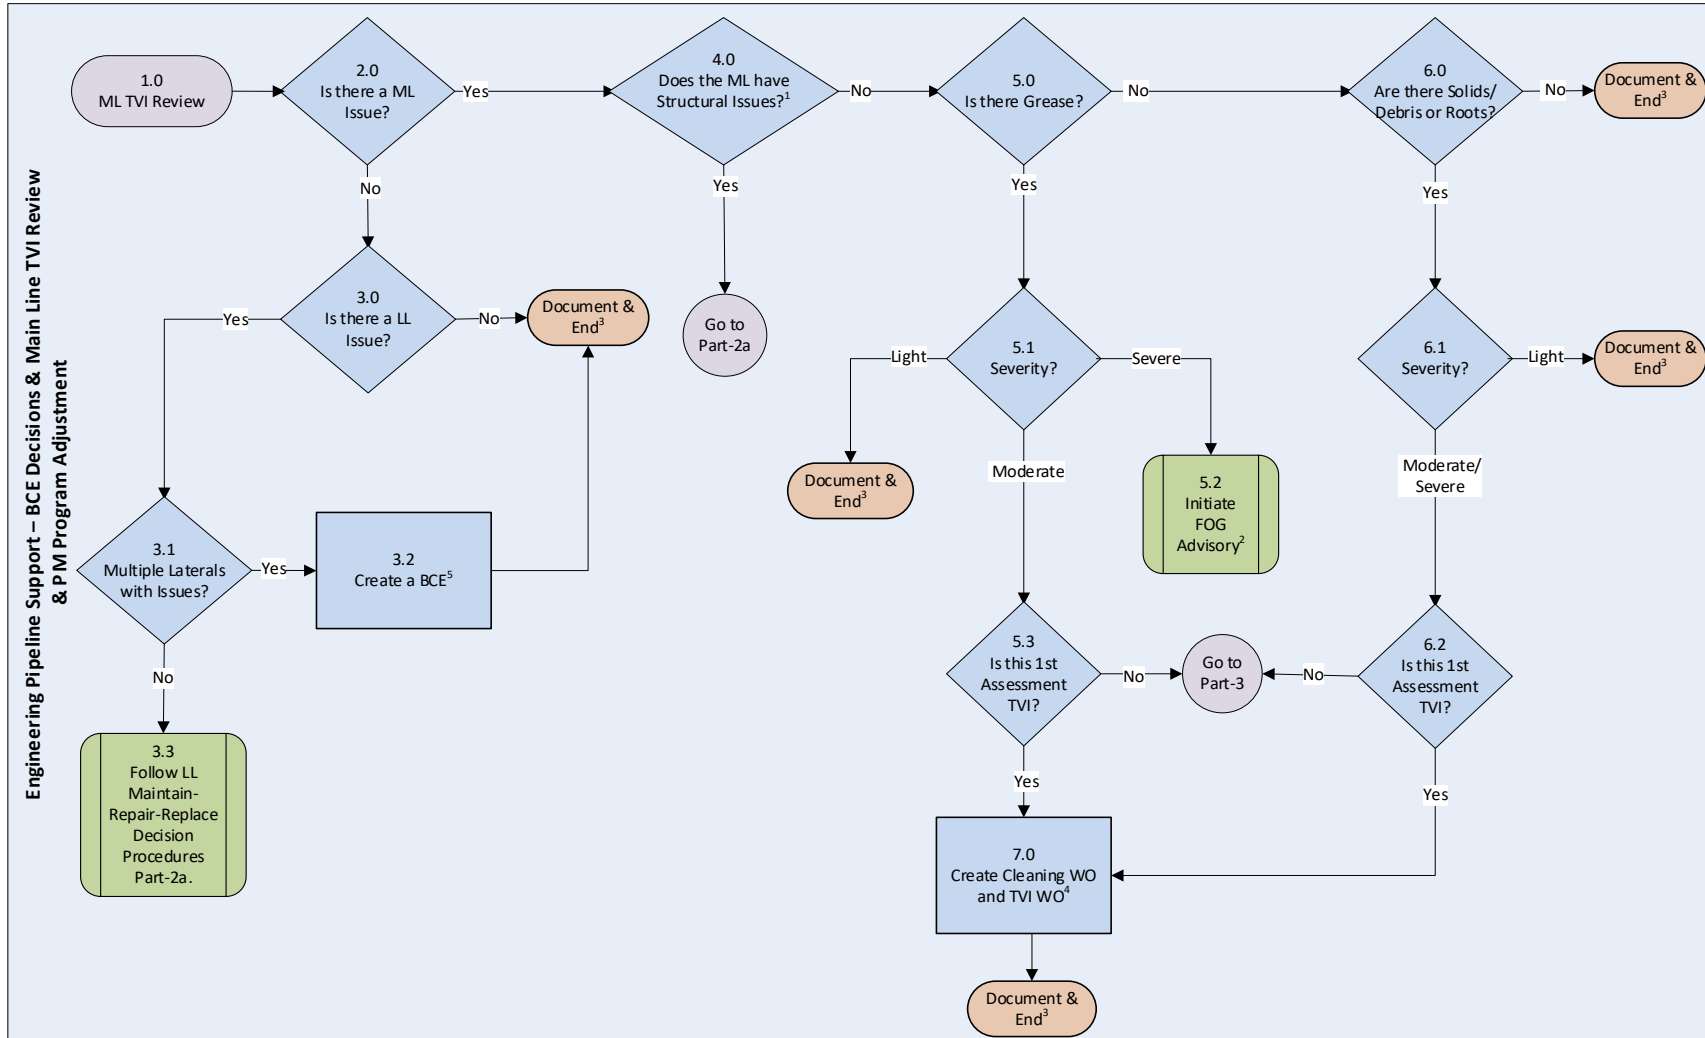 Engineering Pipeline Support – BCE Decisions & Main Line TVI Review
& PM Program Adjustment
1.0
ML TVI Review
2.0
Is there a ML
Issue?
Yes
No
4.0
Does the ML have
Structural Issues?1
No
Yes
5.0
Is there Grease?
No
Yes
6.0
Are there Solids/
Debris or Roots?
No
Yes
Document &
End3
3.0
Is there a LL
Issue?
Yes
No
Document &
End3
Go to
Part-2a
5.1
Severity?
Light
Severe
Moderate
6.1
Severity?
Light
Moderate/
Severe
Document &
End3
Document &
End3
5.2
Initiate
FOG
Advisory2
3.1
Multiple Laterals
with Issues?
Yes
No
3.2
Create a BCE5
5.3
Is this 1st
Assessment
TVI?
No
Yes
Go to
Part-3
6.2
Is this 1st
Assessment
TVI?
No
Yes
3.3
Follow LL
Maintain-
Repair-Replace
Decision
Procedures
Part-2a.
7.0
Create Cleaning WO
and TVI WO4
Document &
End3